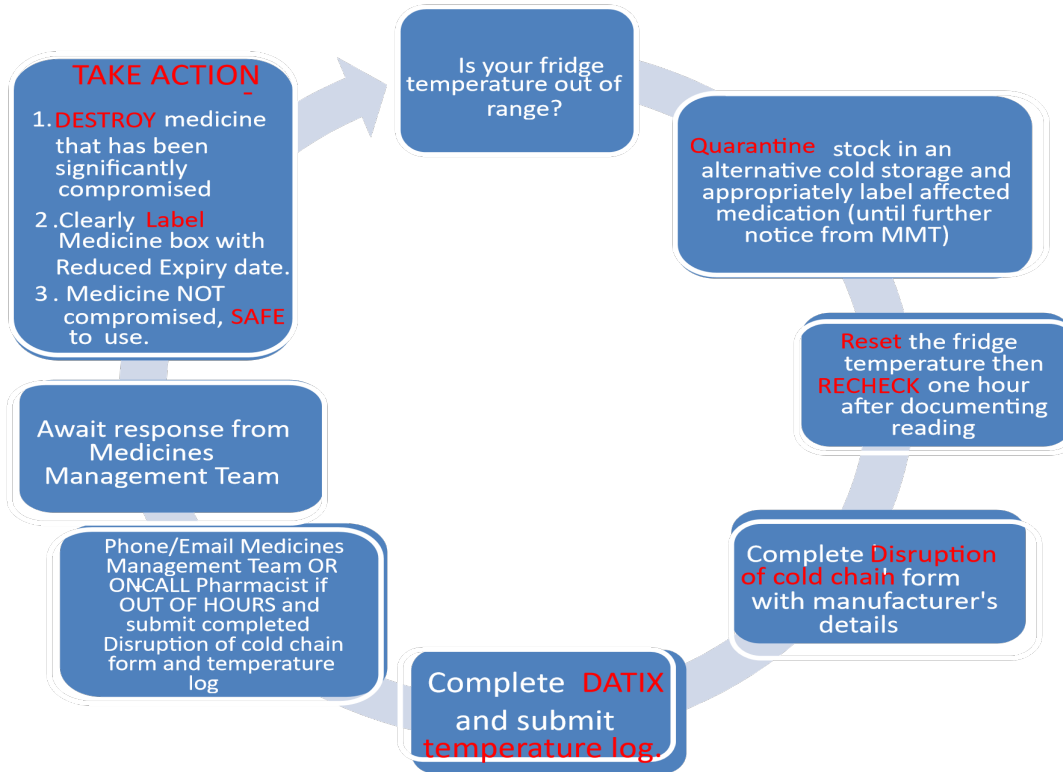 Is your fridge
temperature out of
range?
Quarantine stock in an
alternative cold storage and
appropriately label affected
medication (until further
notice from MMT)
Reset the fridge
temperature then
RECHECK one hour
after documenting
reading
Complete 'Disruption
of cold chain' form
with manufacturer's
details
Complete DATIX
and submit
temperature log.
Phone/Email Medicines
Management Team OR
ON-CALL Pharmacist if
OUT OF HOURS and
submit completed
Disruption of cold chain
form and temperature
log
Await response from
Medicines
Management Team
TAKE ACTION
1. DESTROY medicine
that has been
significantly
compromised
2 .Clearly Label
Medicine box with
Reduced Expiry date.
3 . Medicine NOT
compromised, SAFE
to use.